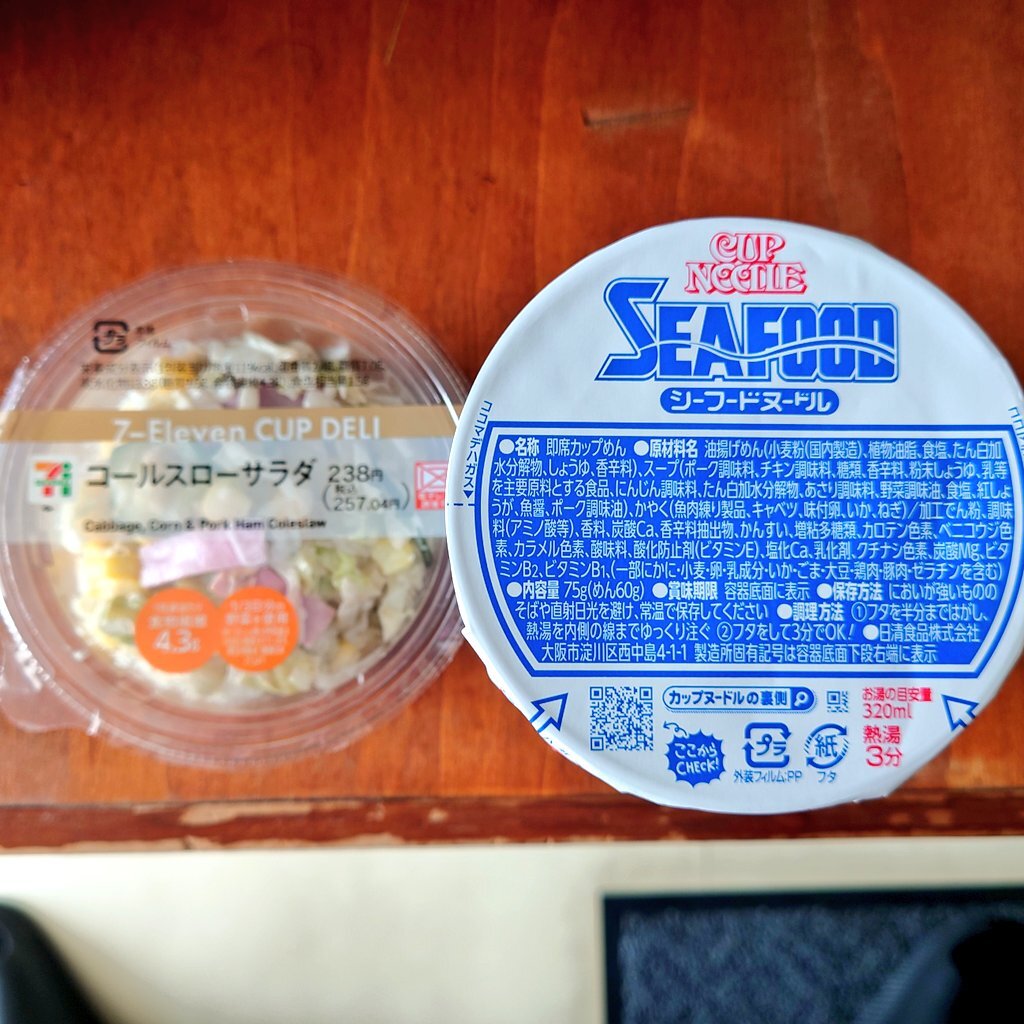 プラ
7-Eleven CUP DELI
コールスローサラダ 238円
(税込
257.04円)
Cabbage, Corn & Pork Ham Coleslaw
食物繊維
4.3g
1/3日分の
野菜を使用
CUP
NOODLE
SEAFOOD
シーフードヌードル
ココマデハガス
●名称 即席カップめん ●原材料名 油揚げめん(小麦粉(国内製造)、植物油脂、食塩、たん白加
水分解物、しょうゆ、香辛料)、スープ(ポーク調味料、チキン調味料、糖類、香辛料、粉末しょうゆ、乳等
を主要原料とする食品、にんじん調味料、たん白加水分解物、あさり調味料、野菜調味油、食塩、紅しょ
うが、魚醤、ポーク調味油)、かやく(魚肉練り製品、キャベツ、味付卵、いか、ねぎ)/加工でん粉、調味
料(アミノ酸等)、香料、炭酸Ca、香辛料抽出物、かんすい、増粘多糖類、カロテン色素、ベニコウジ色
素、カラメル色素、酸味料、酸化防止剤(ビタミンE)、塩化Ca、乳化剤、クチナシ色素、炭酸Mg、ビタ
ミンB₂、ビタミンB₁、(一部にかに・小麦・卵・乳成分・いか・ごま・大豆・鶏肉・豚肉・ゼラチンを含む)
●内容量 75g(めん60g) ●賞味期限 容器底面に表示 ●保存方法 においが強いものの
そばや直射日光を避け、常温で保存してください ●調理方法 ①フタを半分まではがし、
熱湯を内側の線までゆっくり注ぐ ②フタをして3分でOK! ●日清食品株式会社
大阪市淀川区西中島4-1-1 製造所固有記号は容器底面下段右端に表示
カップヌードルの裏側
ここから
CHECK!
プラ
外装フィルム:PP
紙
フタ
お湯の目安量
320ml
熱湯
3分